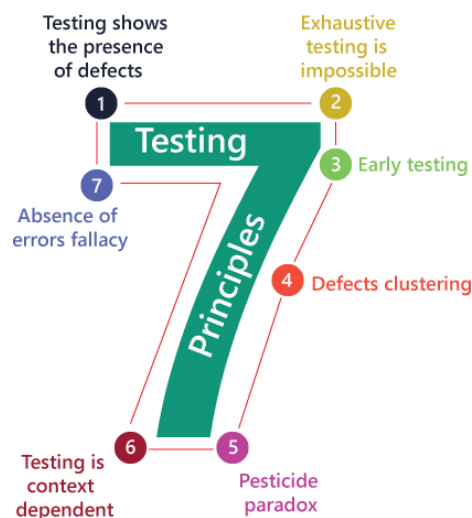 Testing shows
the presence
of defects
1
Exhaustive
testing is
impossible
2
Testing
3
Early testing
7
Absence of
errors fallacy
Principles
4
Defects clustering
6
Testing is
context
dependent
5
Pesticide
paradox